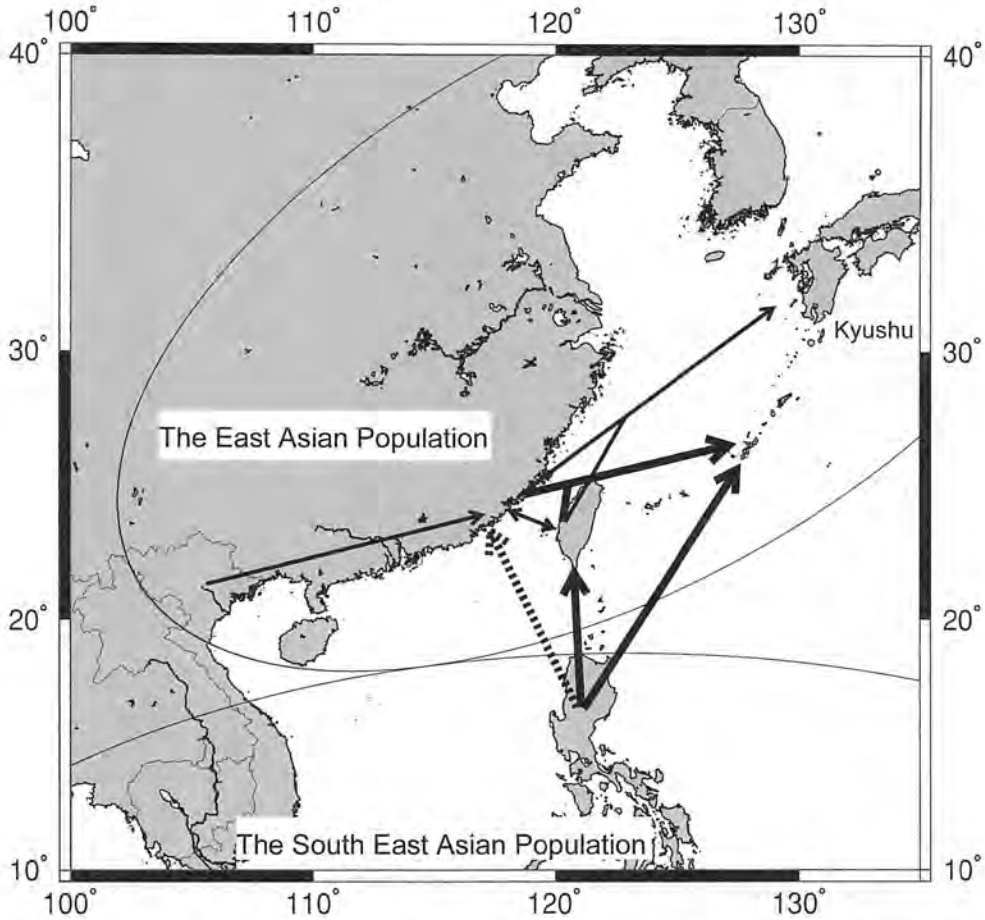 100° 110° 120° 130°
40° 40°
Kyushu
30° 30°
The East Asian Population
20° 20°
The South East Asian Population
10° 10°
100° 110° 120° 130°